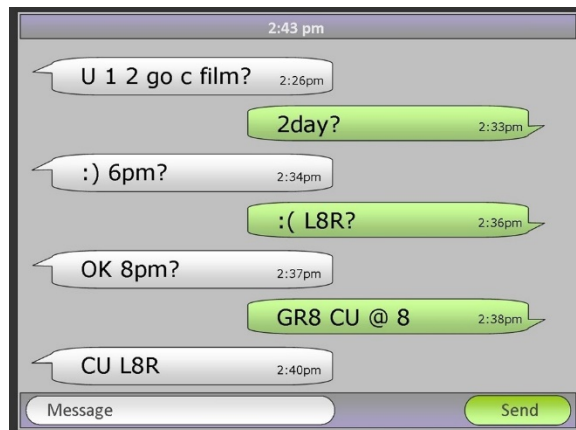 2:43 pm
U 1 2 go c film? 2:26pm
2day? 2:33pm
:) 6pm? 2:34pm
:( L8R? 2:36pm
OK 8pm? 2:37pm
GR8 CU @ 8 2:38pm
CU L8R 2:40pm
Message Send